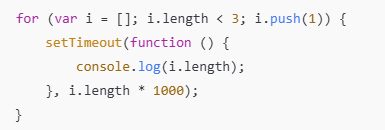 for (var i = []; i.length < 3; i.push(1)) {
    setTimeout(function () {
        console.log(i.length);
    }, i.length * 1000);
}